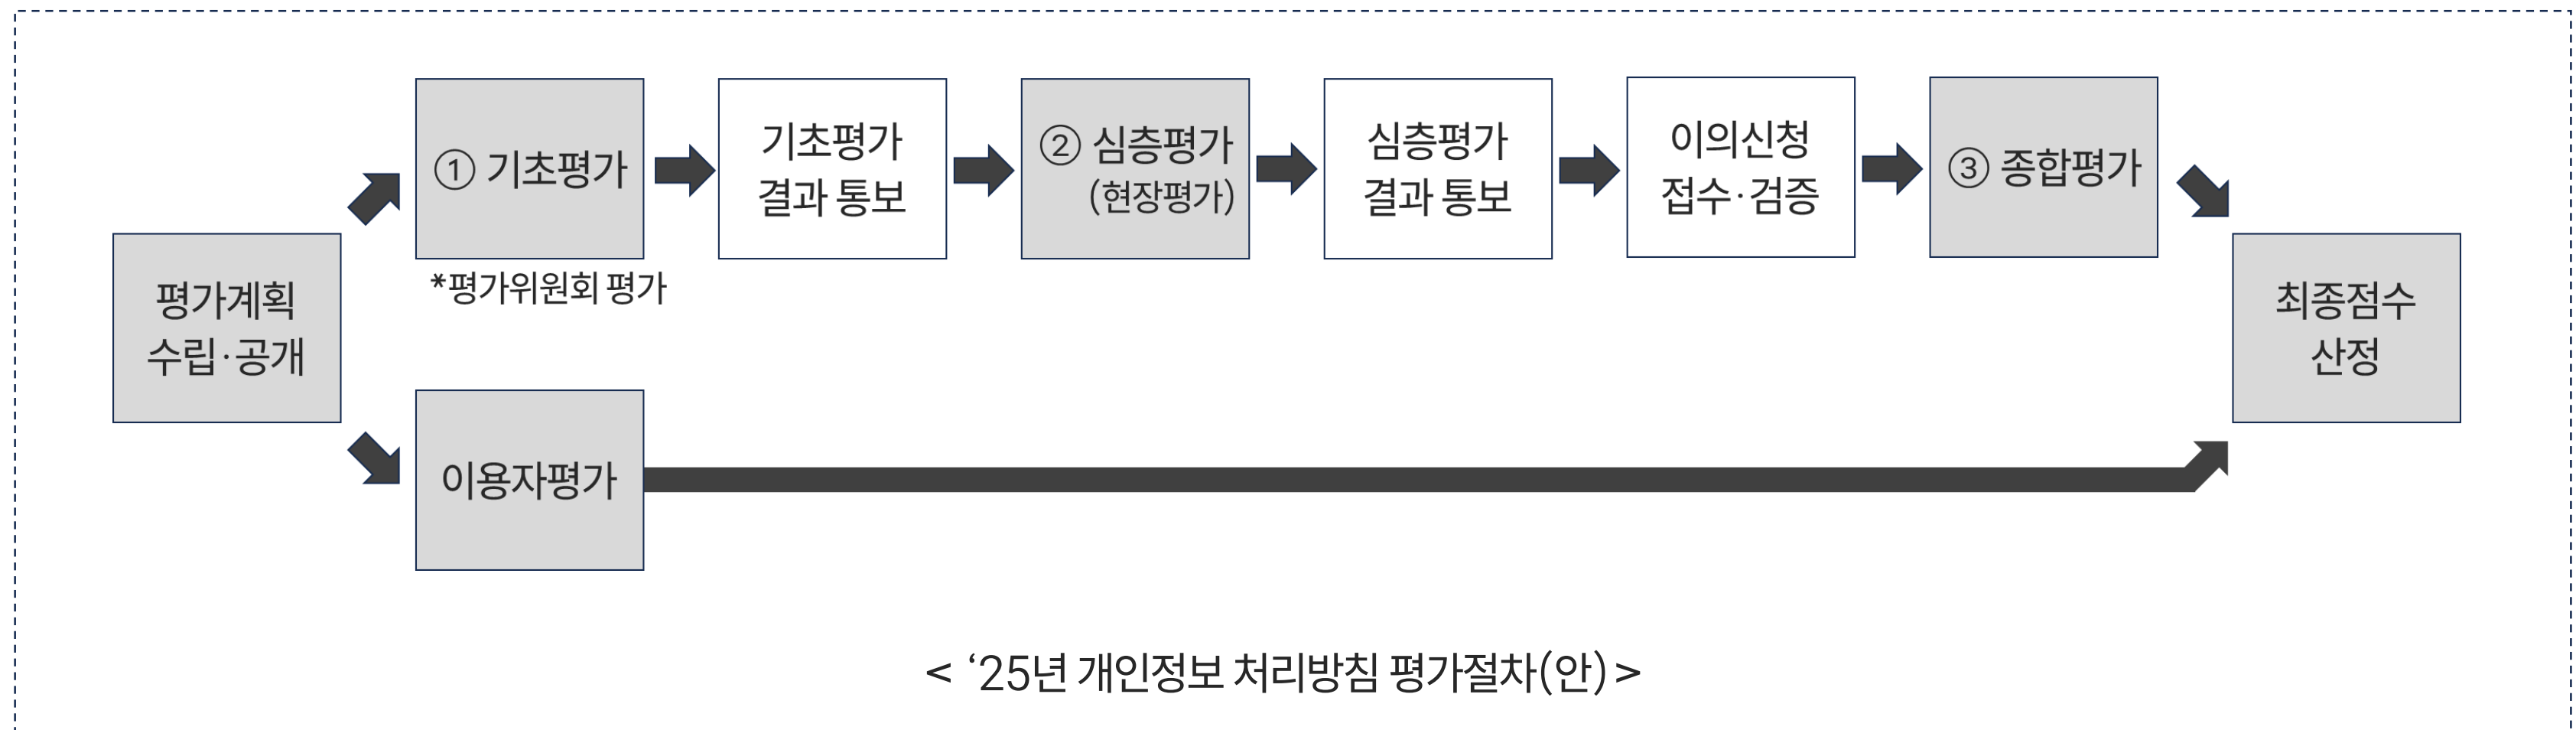 평가계획
수립·공개
① 기초평가
*평가위원회 평가
기초평가
결과 통보
② 심층평가
(현장평가)
심층평가
결과 통보
이의신청
접수·검증
③ 종합평가
이용자평가
최종점수
산정
< ‘25년 개인정보 처리방침 평가절차(안) >